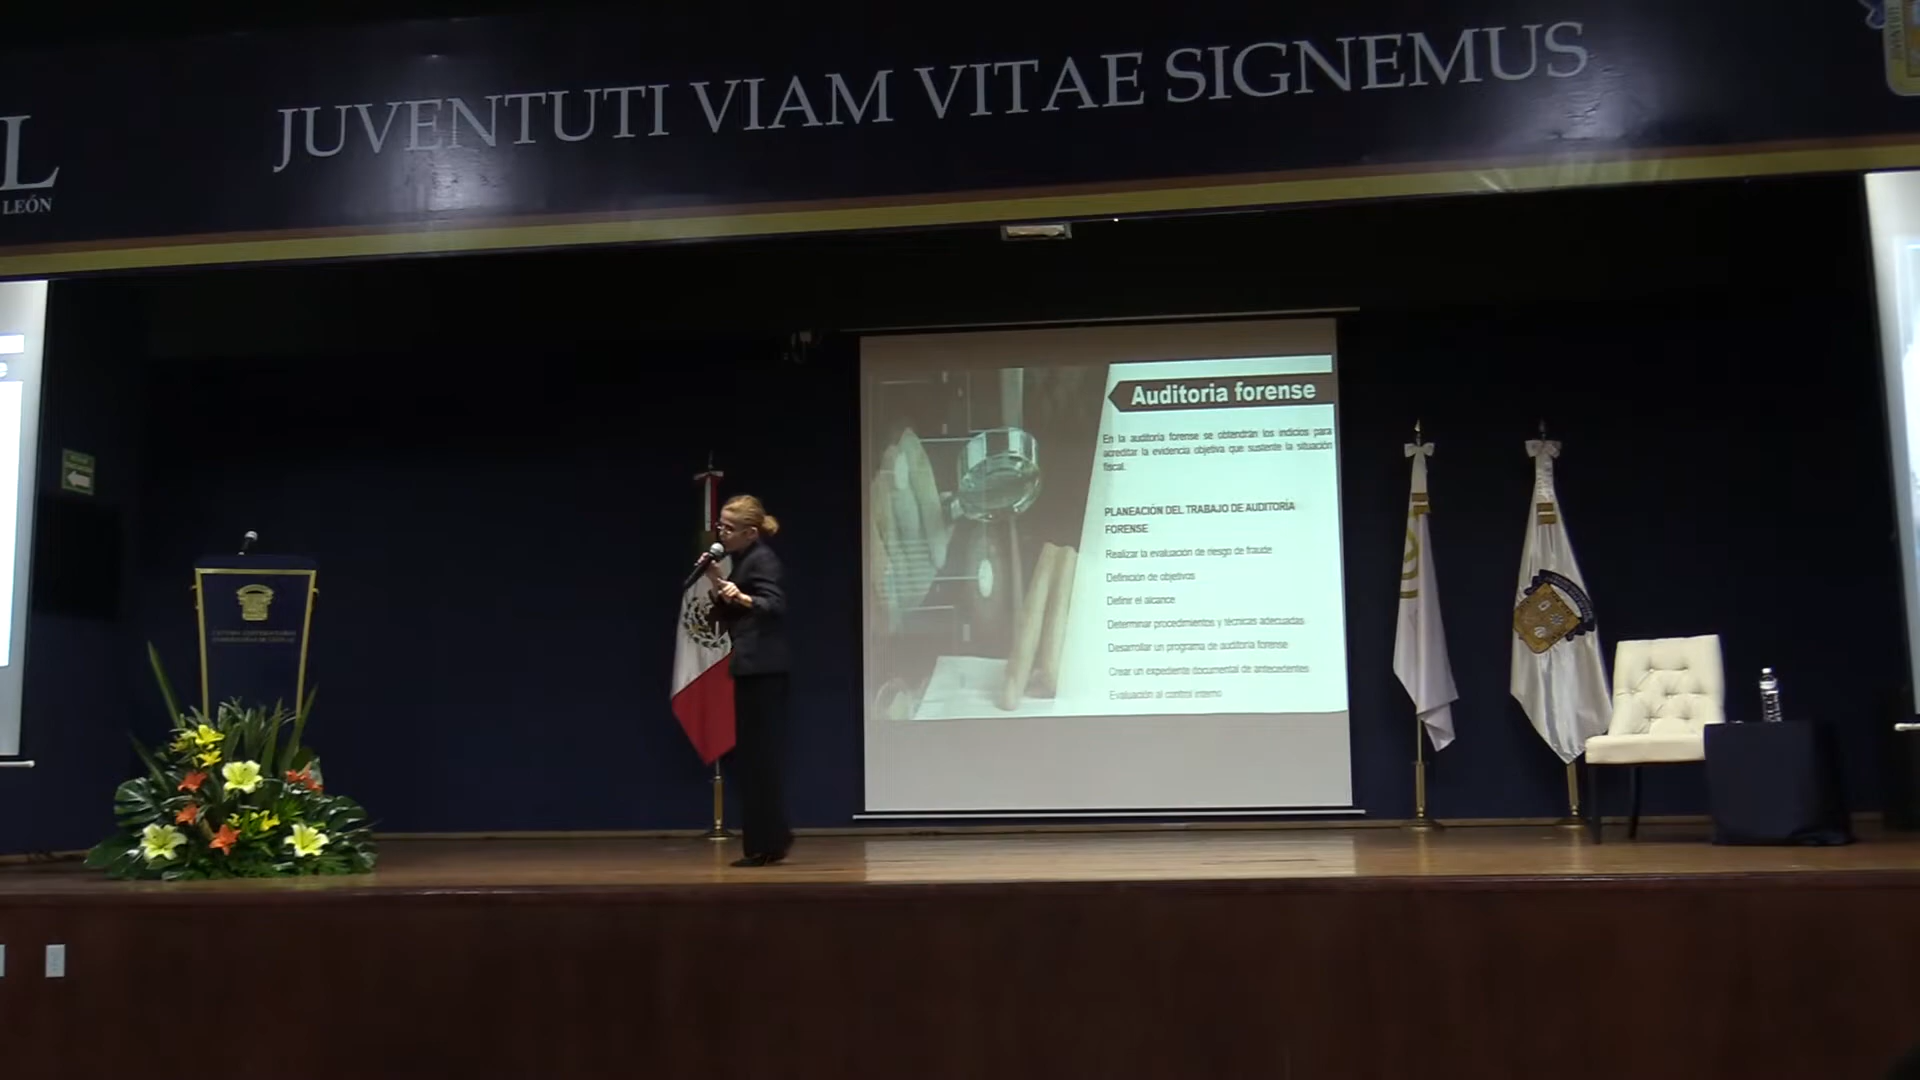 JUVENTUTI VIAM VITAE SIGNEMUS
L
LEÓN
Auditoria forense
En la auditoría forense se obtendrán los indicios para
acreditar la evidencia objetiva que sustente la situación
fiscal.
PLANEACIÓN DEL TRABAJO DE AUDITORÍA
FORENSE
Realizar la evaluación de riesgo de fraude
Definición de objetivos
Definir el alcance
Determinar procedimientos y técnicas adecuadas
Desarrollar un programa de auditoría forense
Crear un expediente documental de antecedentes
Evaluación al control interno